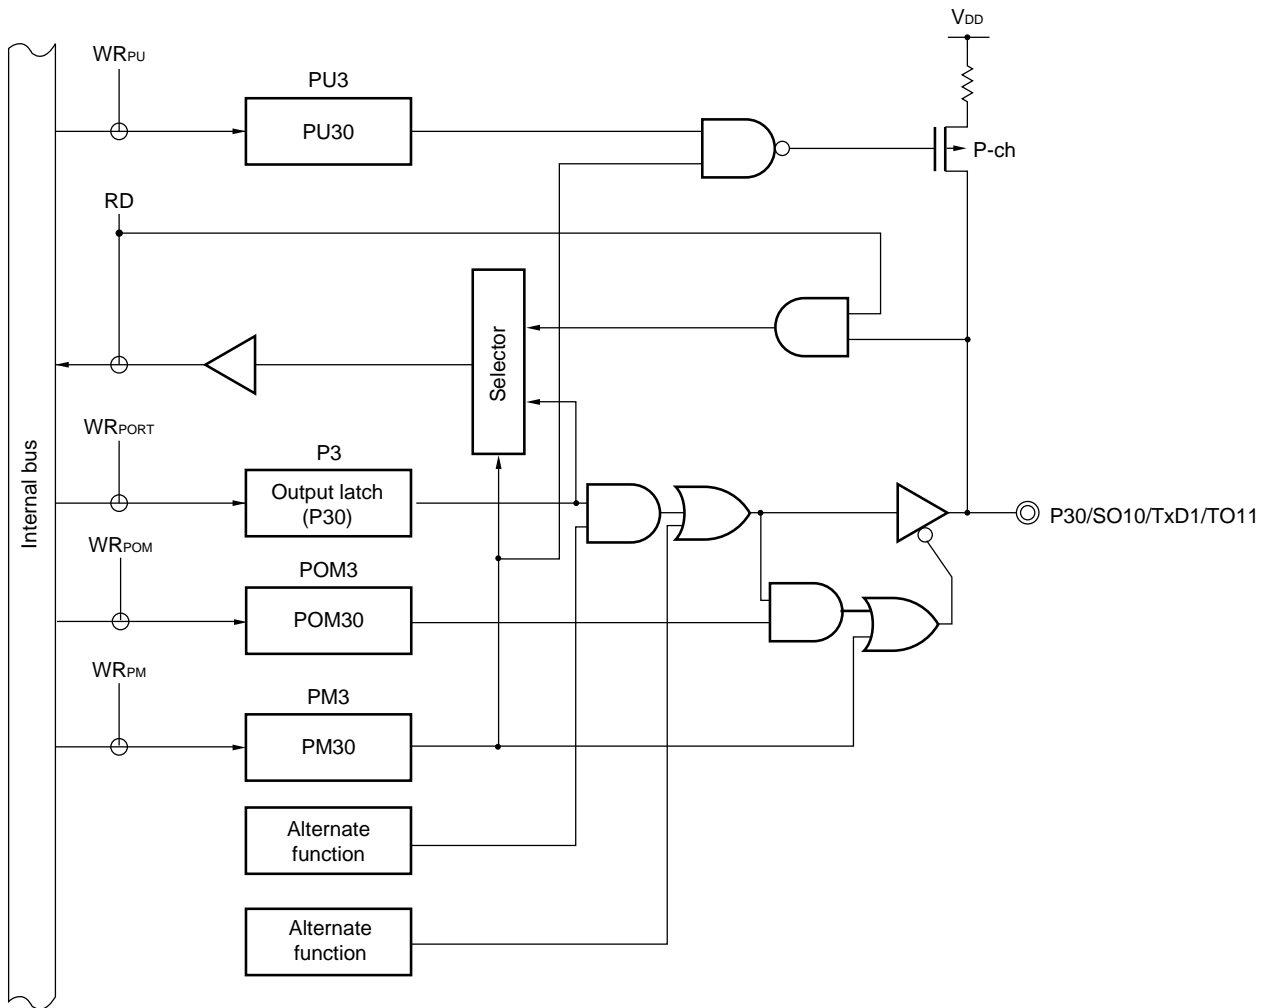 VDD
WRPU
PU3
PU30
P-ch
RD
Selector
WRPORT
P3
Internal bus
Output latch
(P30)
P30/SO10/TxD1/TO11
WRPOM
POM3
POM30
WRPM
PM3
PM30
Alternate
function
Alternate
function